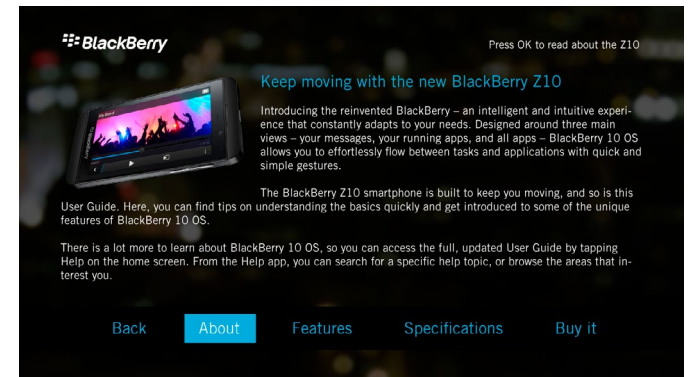 BlackBerry
Press OK to read about the Z10
Keep moving with the new BlackBerry Z10
Introducing the reinvented BlackBerry – an intelligent and intuitive experi-
ence that constantly adapts to your needs. Designed around three main
views – your messages, your running apps, and all apps – BlackBerry 10 OS
allows you to effortlessly flow between tasks and applications with quick and
simple gestures.
The BlackBerry Z10 smartphone is built to keep you moving, and so is this
User Guide. Here, you can find tips on understanding the basics quickly and get introduced to some of the unique
features of BlackBerry 10 OS.
There is a lot more to learn about BlackBerry 10 OS, so you can access the full, updated User Guide by tapping
Help on the home screen. From the Help app, you can search for a specific help topic, or browse the areas that in-
terest you.
Back About Features Specifications Buy it